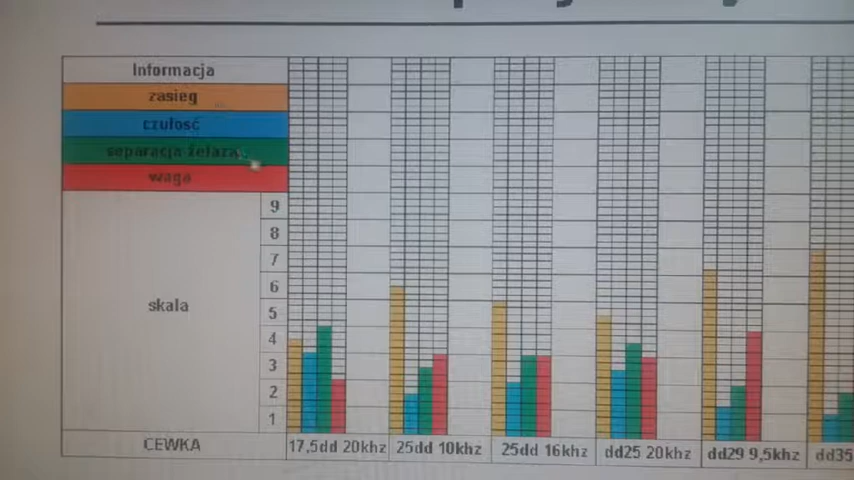 Informacja
zasieg
czułość
separacja żelaza
waga
9
8
7
6
5
4
3
2
1
skala
CEWKA
17,5dd 20khz
25dd 10khz
25dd 16khz
dd25 20khz
dd29 9,5khz
dd35